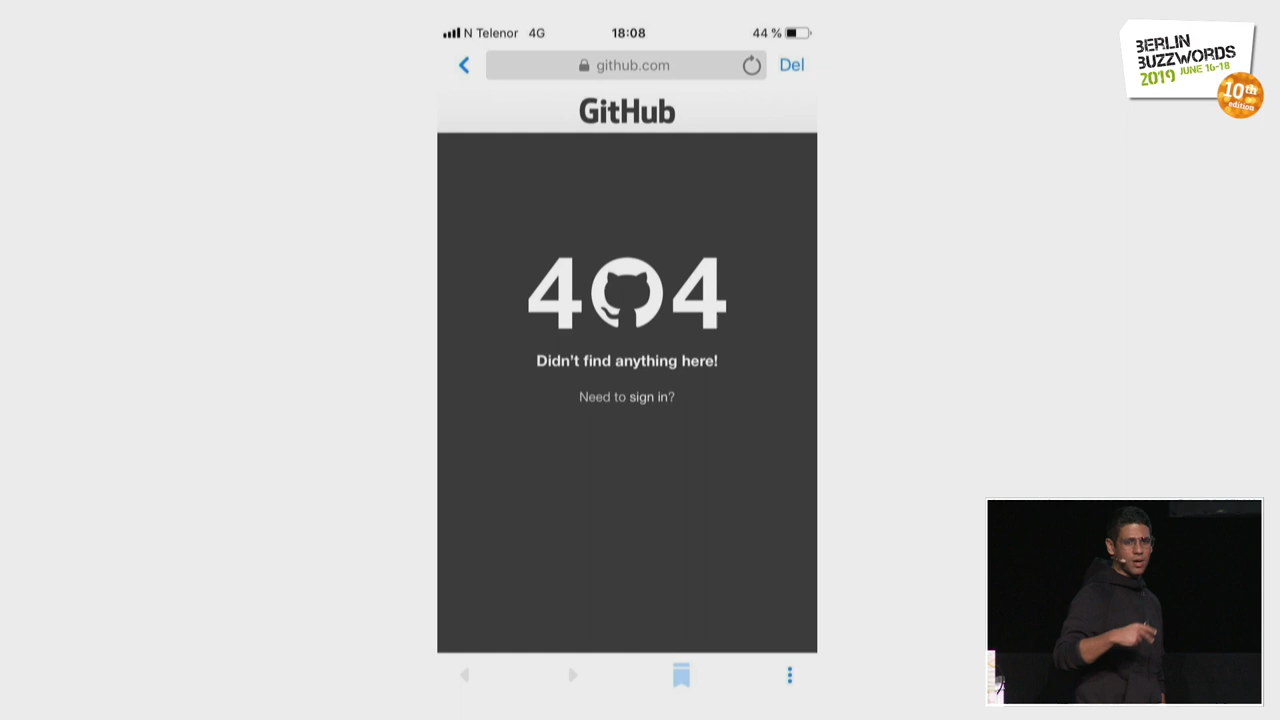 N Telenor 4G 18:08 44 %
github.com Del
GitHub
404
Didn't find anything here!
Need to sign in?
BERLIN
BUZZWORDS
2019 JUNE 16-18
10th
edition